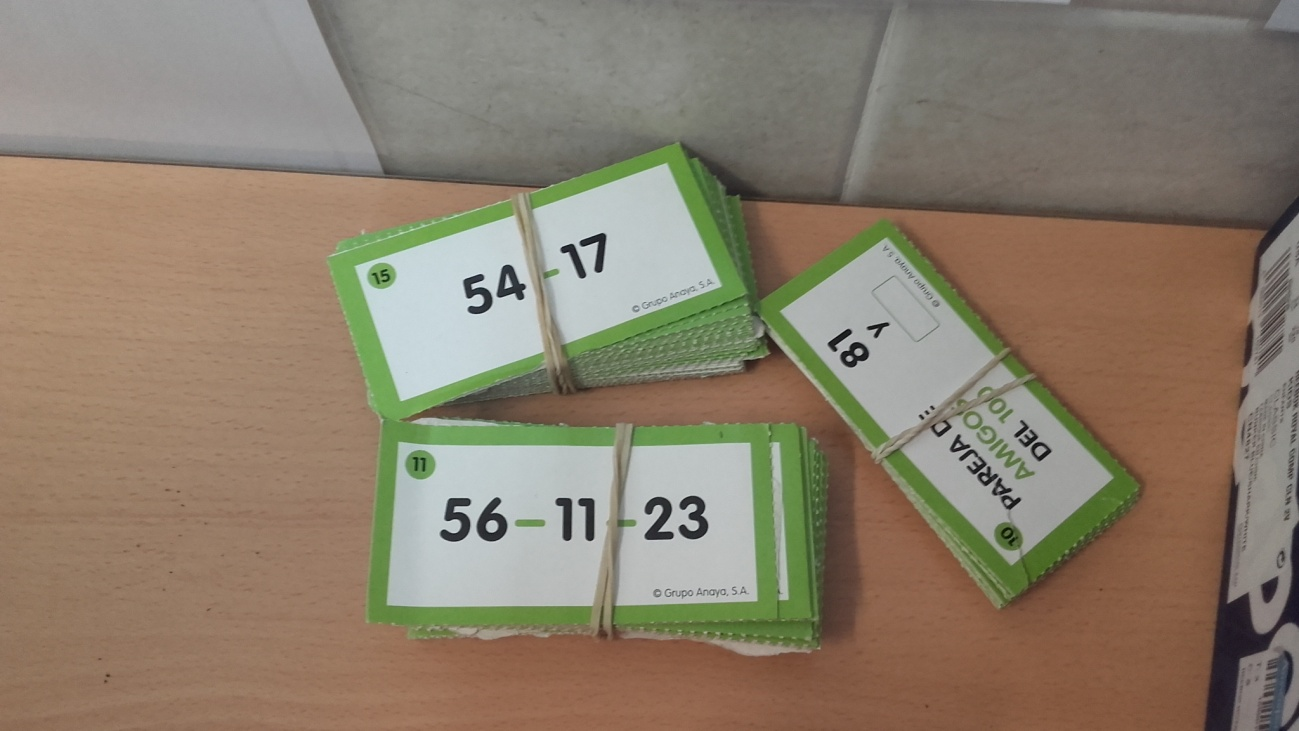 15
54-17
© Grupo Anaya, S.A.
11
56-11-23
© Grupo Anaya, S.A.
10
PAREJA D
AMIGOS
DEL 100
81
Y
© Grupo Anaya, S.A.